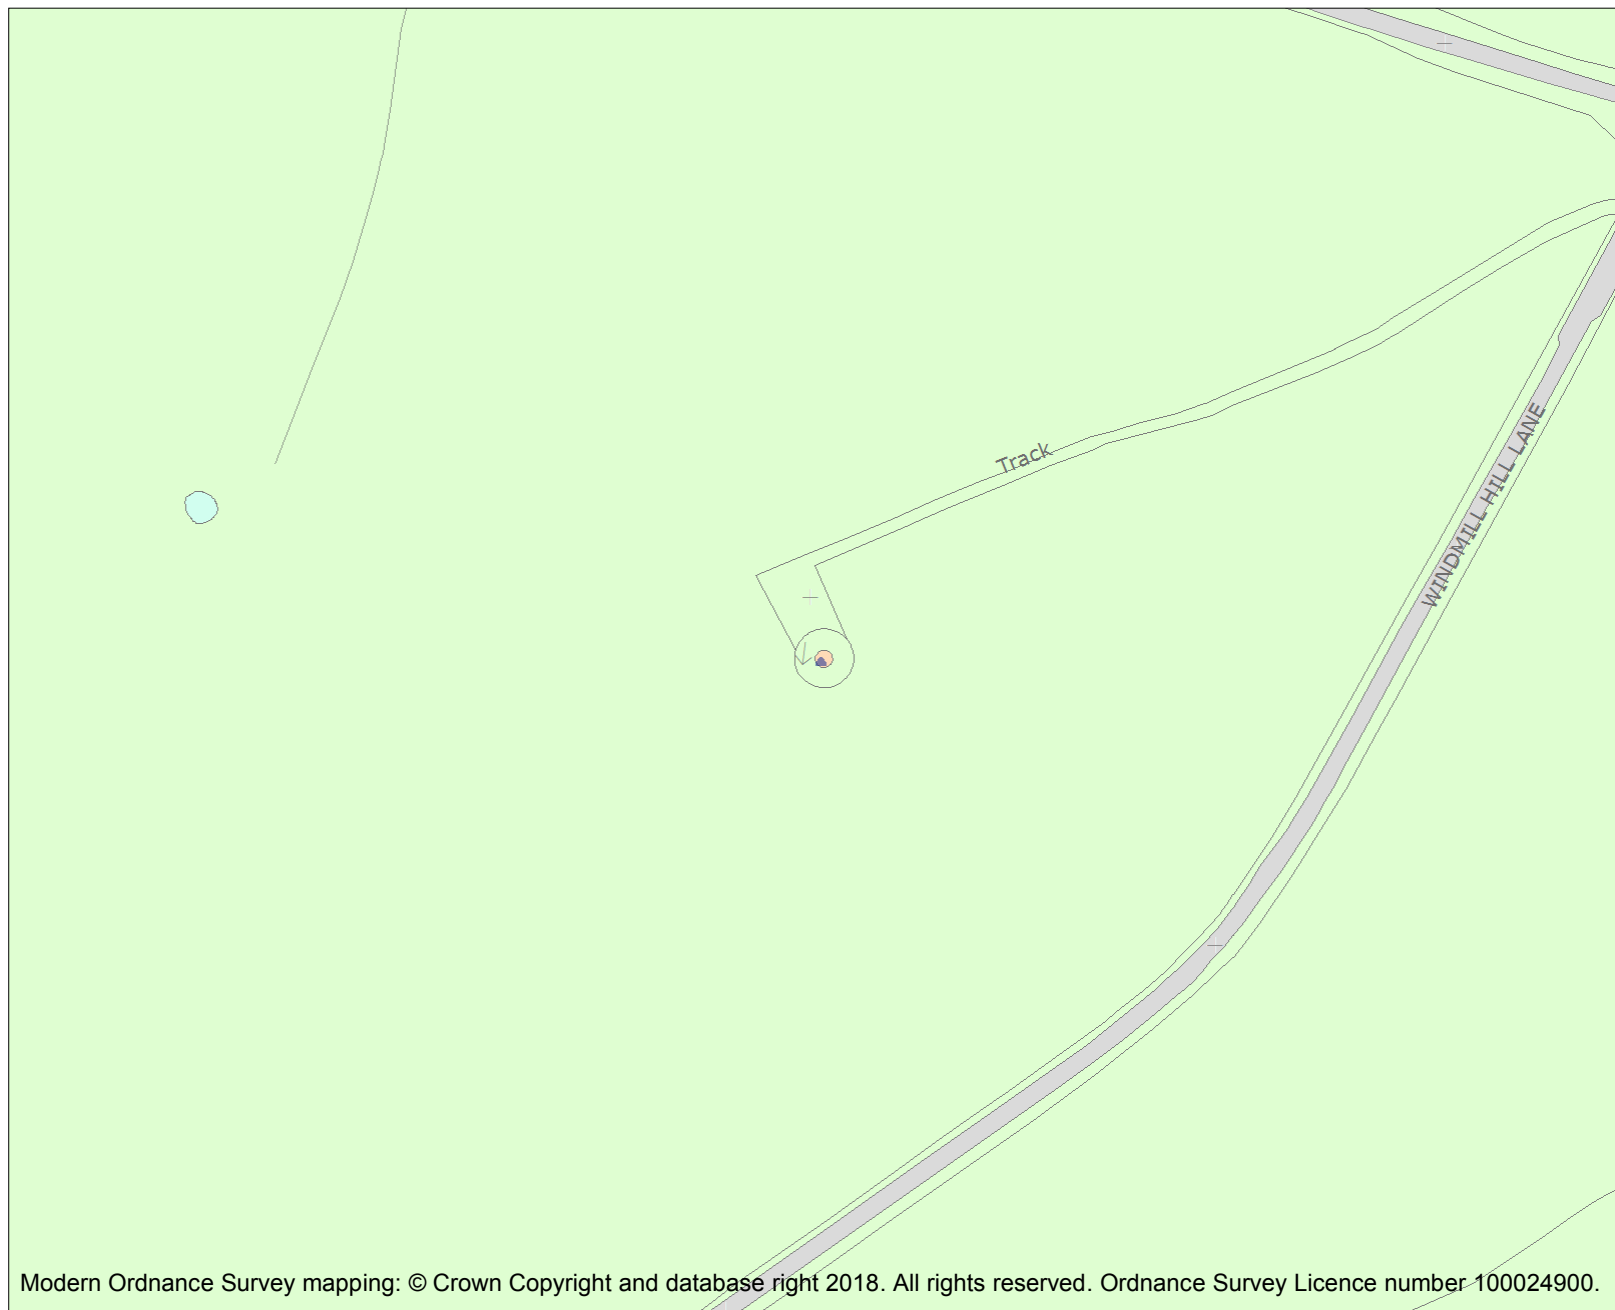 Track
WINDMILL HILL LANE
Modern Ordnance Survey mapping: © Crown Copyright and database right 2018. All rights reserved. Ordnance Survey Licence number 100024900.